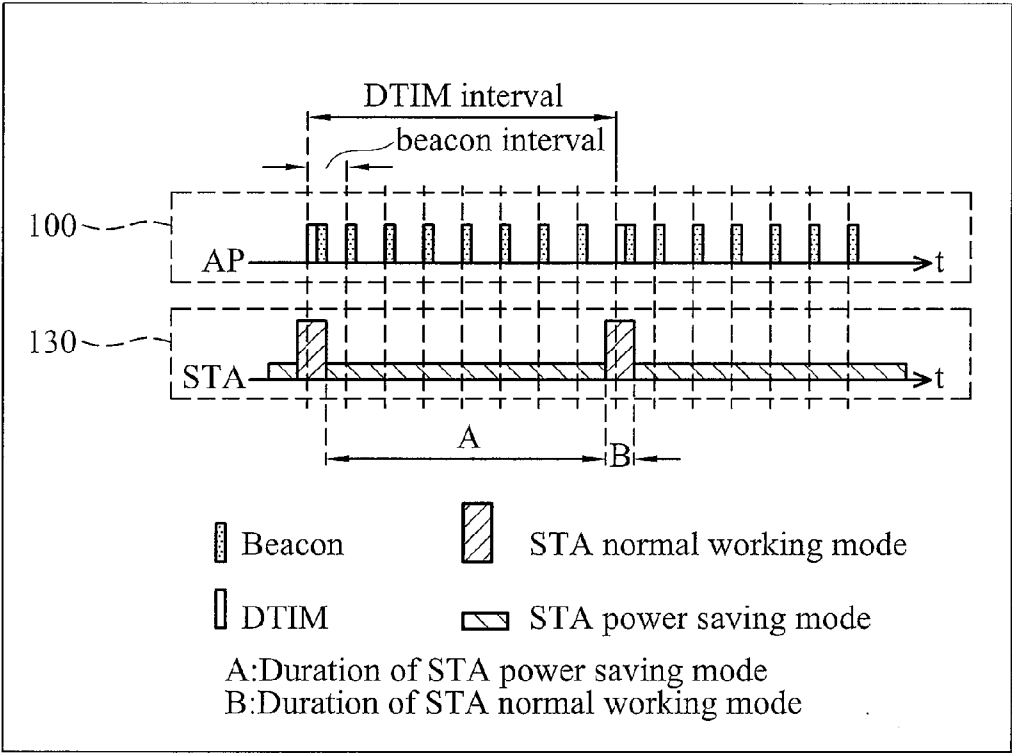 DTIM interval
beacon interval
100
AP
t
130
STA
t
A
B
Beacon
STA normal working mode
DTIM
STA power saving mode
A:Duration of STA power saving mode
B:Duration of STA normal working mode